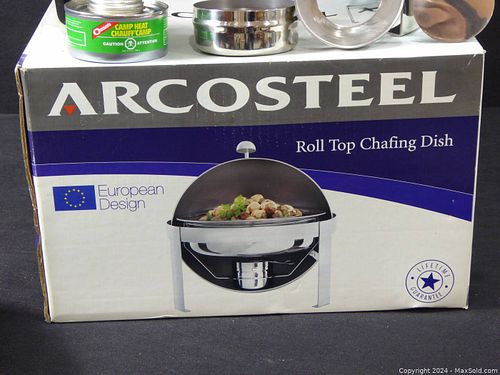 Coghlan's
CAMP HEAT
CHAUFF'CAMP
CAUTION ATTENTION
ARCOSTEEL
Roll Top Chafing Dish
European
Design
LIFETIME
GUARANTEE
Copyright © 2024 - MaxSold.com